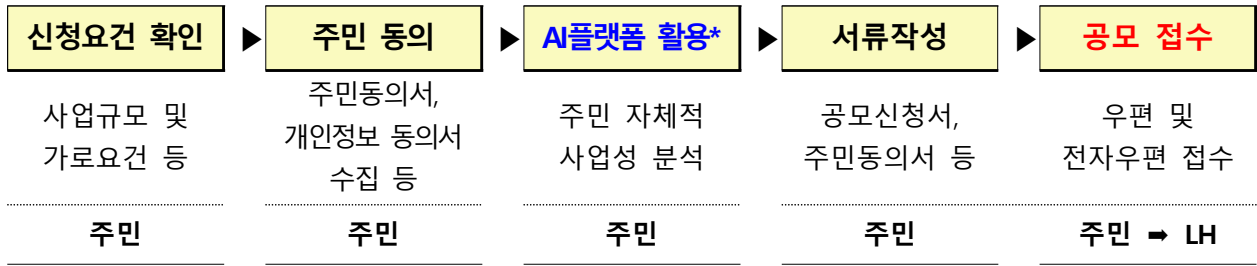 신청요건 확인 ▶ 주민 동의 ▶ AI플랫폼 활용* ▶ 서류작성 ▶ 공모 접수
사업규모 및
가로요건 등
주민동의서,
개인정보 동의서
수집 등
주민 자체적
사업성 분석
공모신청서,
주민동의서 등
우편 및
전자우편 접수
주민 주민 주민 주민 주민 ➡ LH